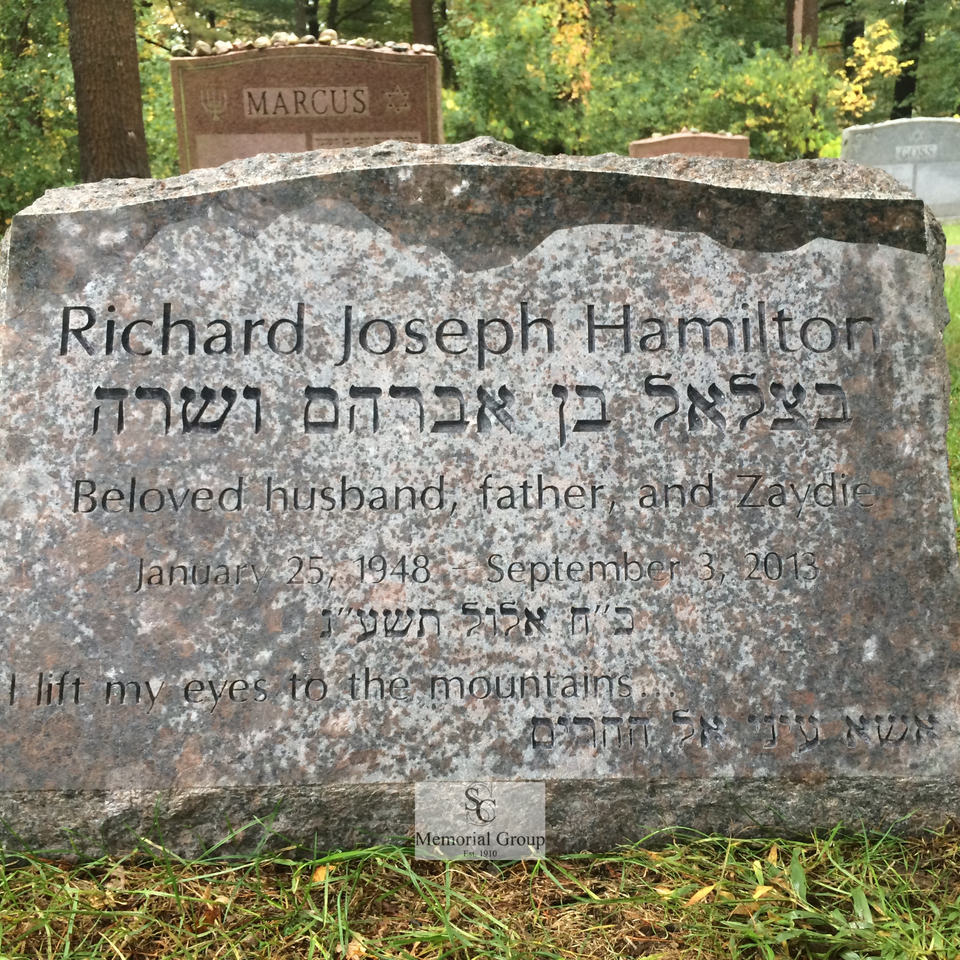 MARCUS
GOSS
Richard Joseph Hamilton
בצלאל בן אברהם ושרה
Beloved husband, father, and Zaydie
January 25, 1948 – September 3, 2013
כ״ח אלול תשע״ג
I lift my eyes to the mountains...
אשא עיני אל ההרים
SC
Memorial Group
Est. 1910